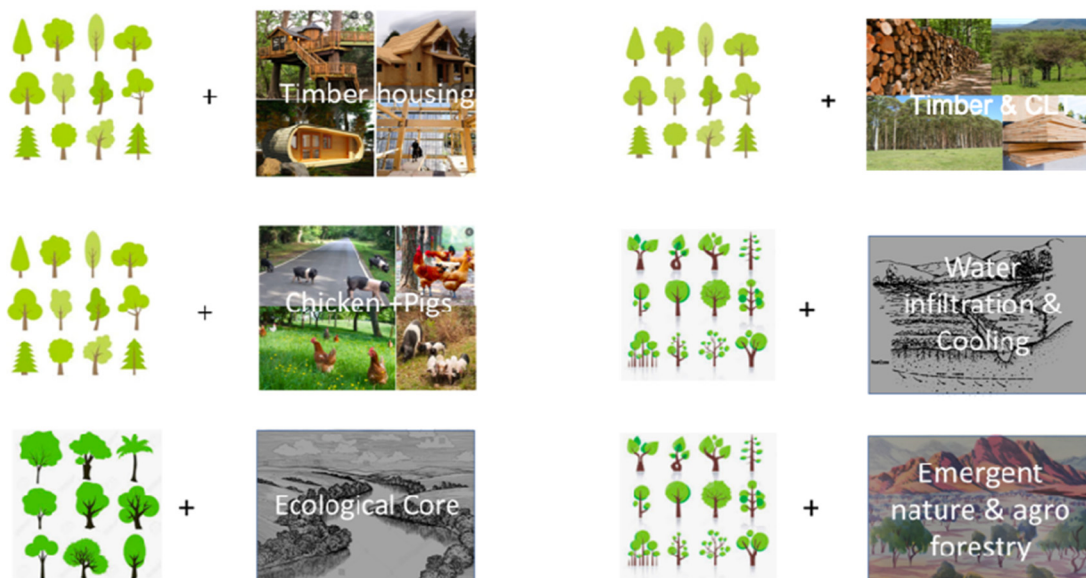 +
Timber housing
+
Timber & CLT
+
Chicken +Pigs
+
Water
infiltration &
Cooling
+
Ecological Core
+
Emergent
nature & agro
forestry